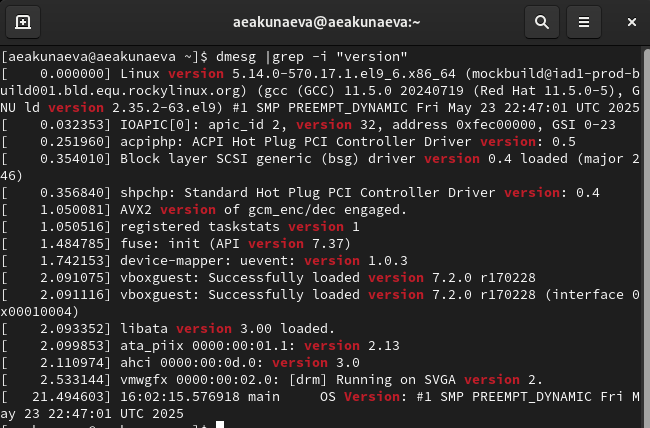 aeakunaeva@aeakunaeva:~
[aeakunaeva@aeakunaeva ~]$ dmesg |grep -i "version"
[    0.000000] Linux version 5.14.0-570.17.1.el9_6.x86_64 (mockbuild@iad1-prod-b
uild001.bld.equ.rockylinux.org) (gcc (GCC) 11.5.0 20240719 (Red Hat 11.5.0-5), G
NU ld version 2.35.2-63.el9) #1 SMP PREEMPT_DYNAMIC Fri May 23 22:47:01 UTC 2025
[    0.032353] IOAPIC[0]: apic_id 2, version 32, address 0xfec00000, GSI 0-23
[    0.251960] acpiphp: ACPI Hot Plug PCI Controller Driver version: 0.5
[    0.354010] Block layer SCSI generic (bsg) driver version 0.4 loaded (major 2
46)
[    0.356840] shpchp: Standard Hot Plug PCI Controller Driver version: 0.4
[    1.050081] AVX2 version of gcm_enc/dec engaged.
[    1.050516] registered taskstats version 1
[    1.484785] fuse: init (API version 7.37)
[    1.742153] device-mapper: uevent: version 1.0.3
[    2.091075] vboxguest: Successfully loaded version 7.2.0 r170228
[    2.091116] vboxguest: Successfully loaded version 7.2.0 r170228 (interface 0
x00010004)
[    2.093352] libata version 3.00 loaded.
[    2.099853] ata_piix 0000:00:01.1: version 2.13
[    2.110974] ahci 0000:00:0d.0: version 3.0
[    2.533144] vmwgfx 0000:00:02.0: [drm] Running on SVGA version 2.
[   21.494603] 16:02:15.576918 main     OS Version: #1 SMP PREEMPT_DYNAMIC Fri M
ay 23 22:47:01 UTC 2025
[aeakunaeva@aeakunaeva ~]$